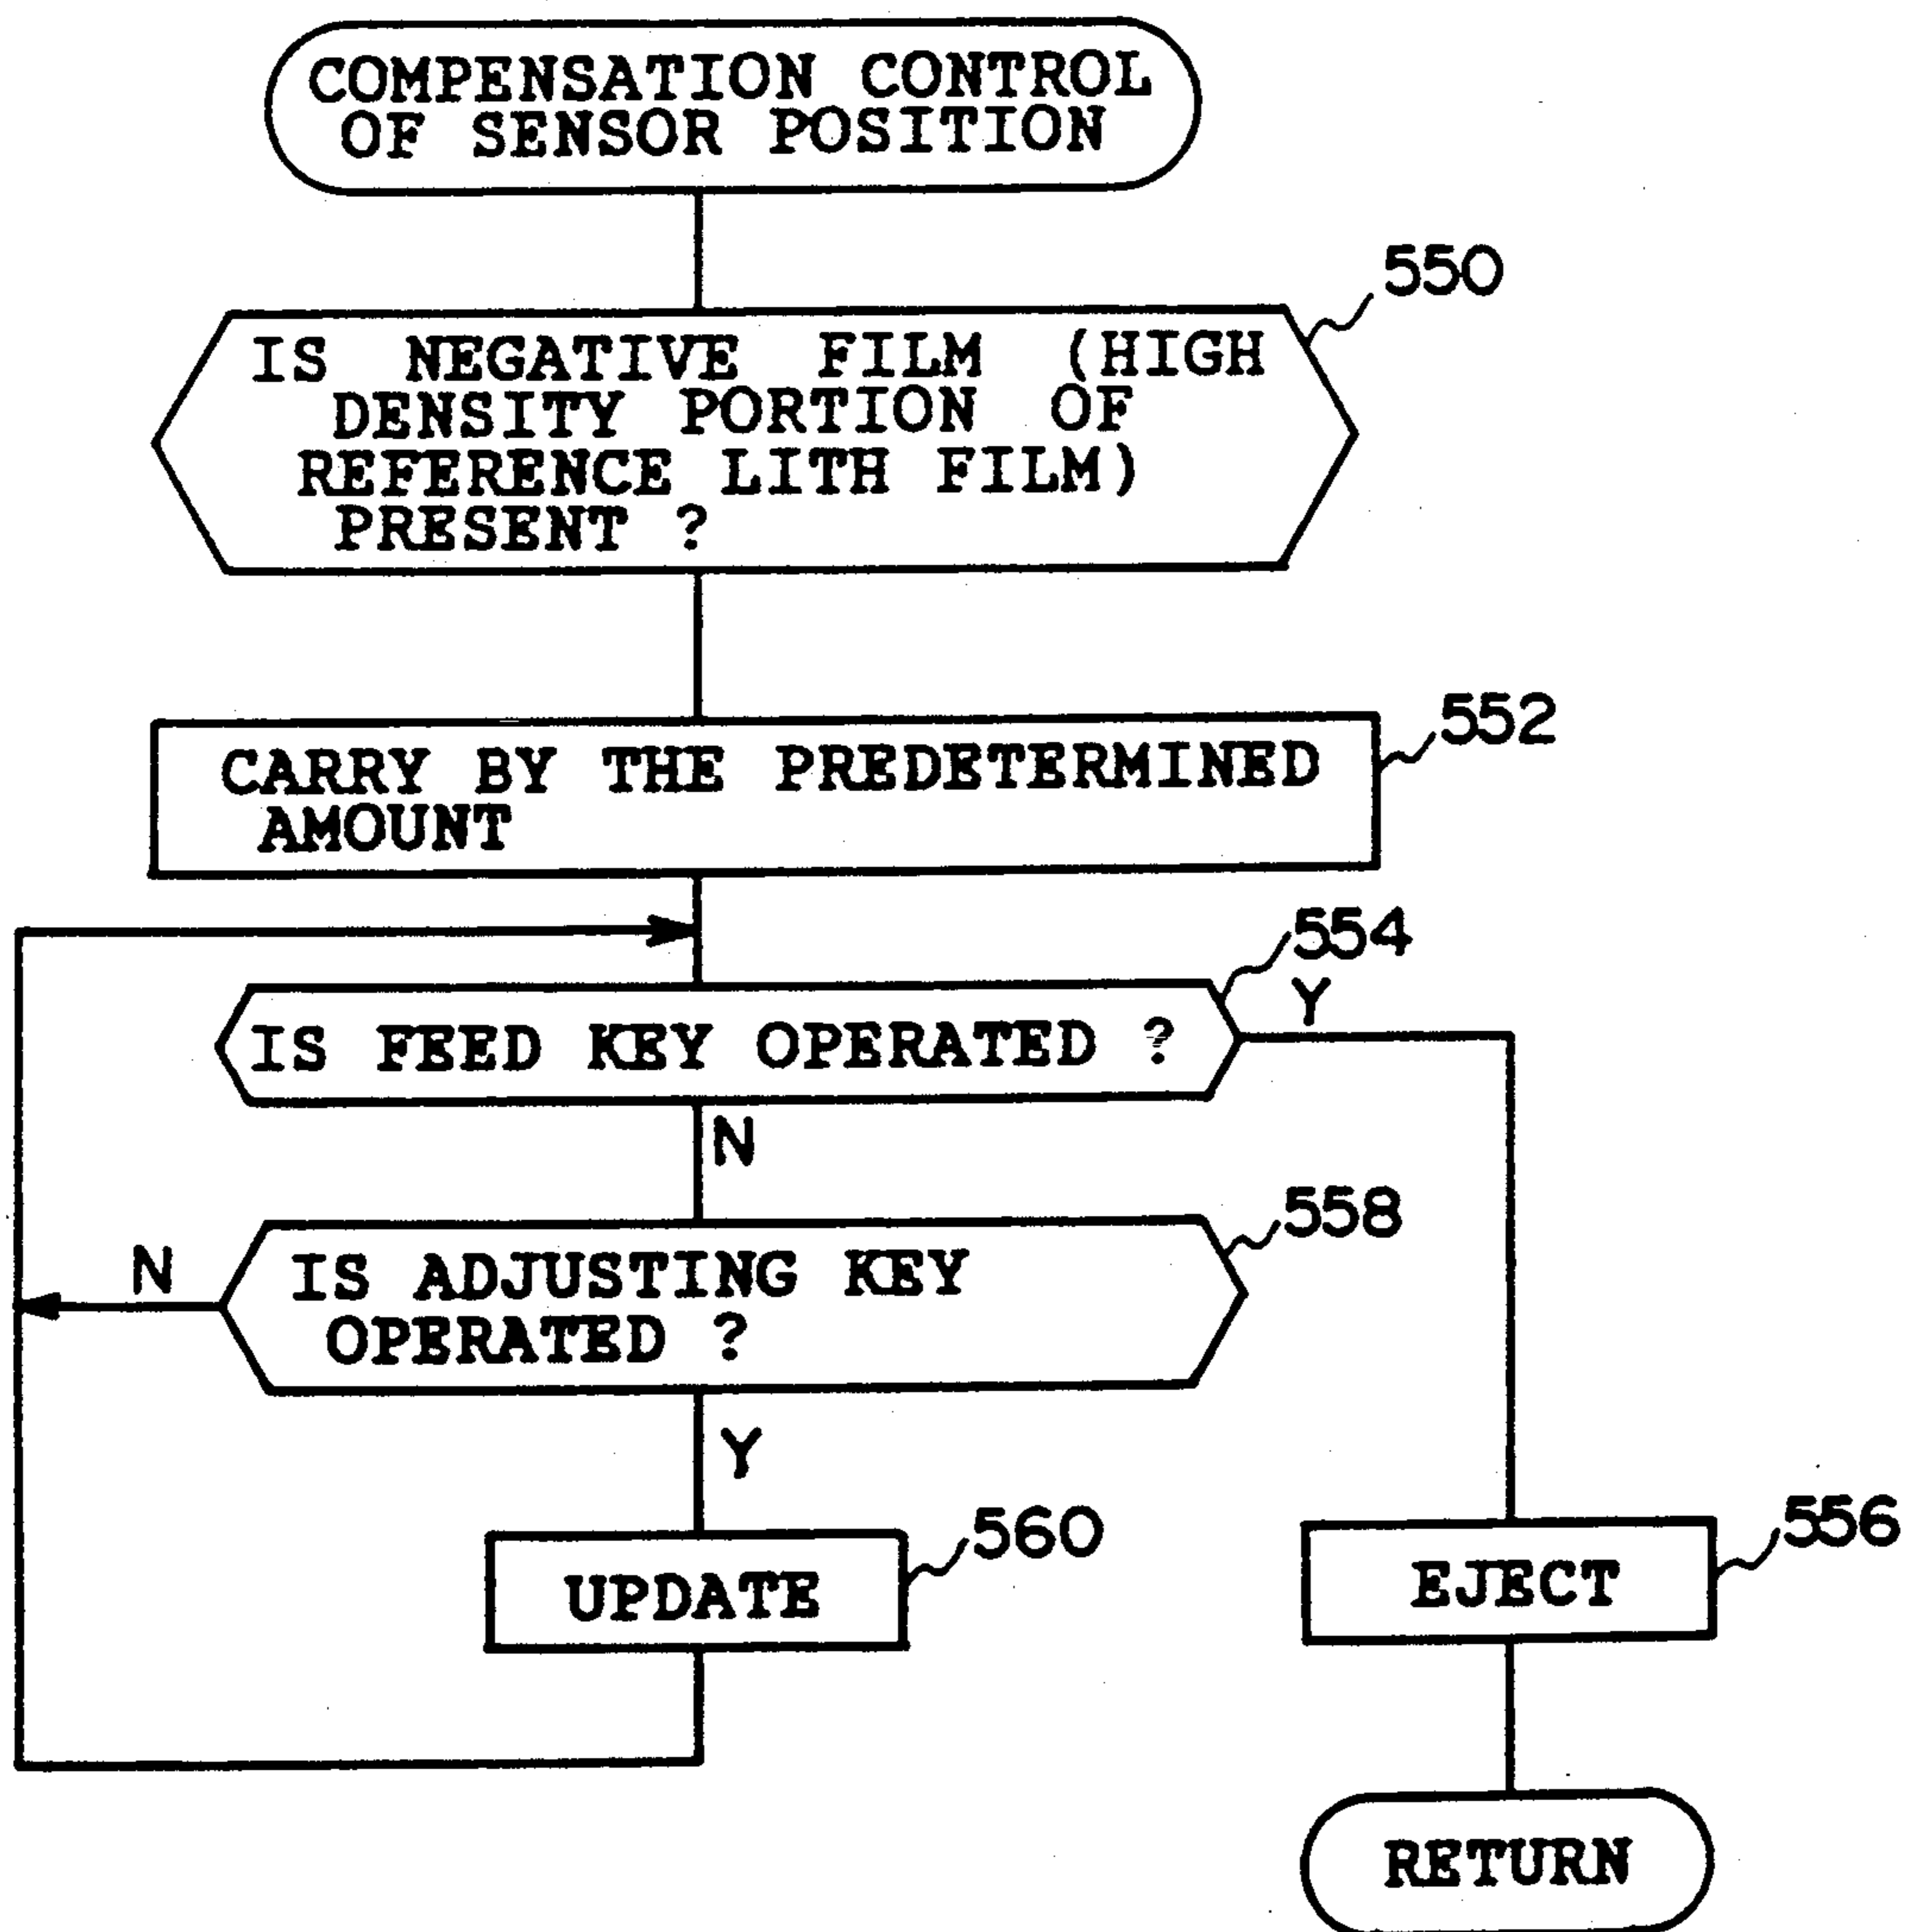 COMPENSATION CONTROL
OF SENSOR POSITION
550
IS NEGATIVE FILM (HIGH
DENSITY PORTION OF
REFERENCE LITH FILM)
PRESENT ?
552
CARRY BY THE PREDETERMINED
AMOUNT
554
Y
IS FEED KEY OPERATED ?
N
558
N
IS ADJUSTING KEY
OPERATED ?
Y
560
UPDATE
556
EJECT
RETURN